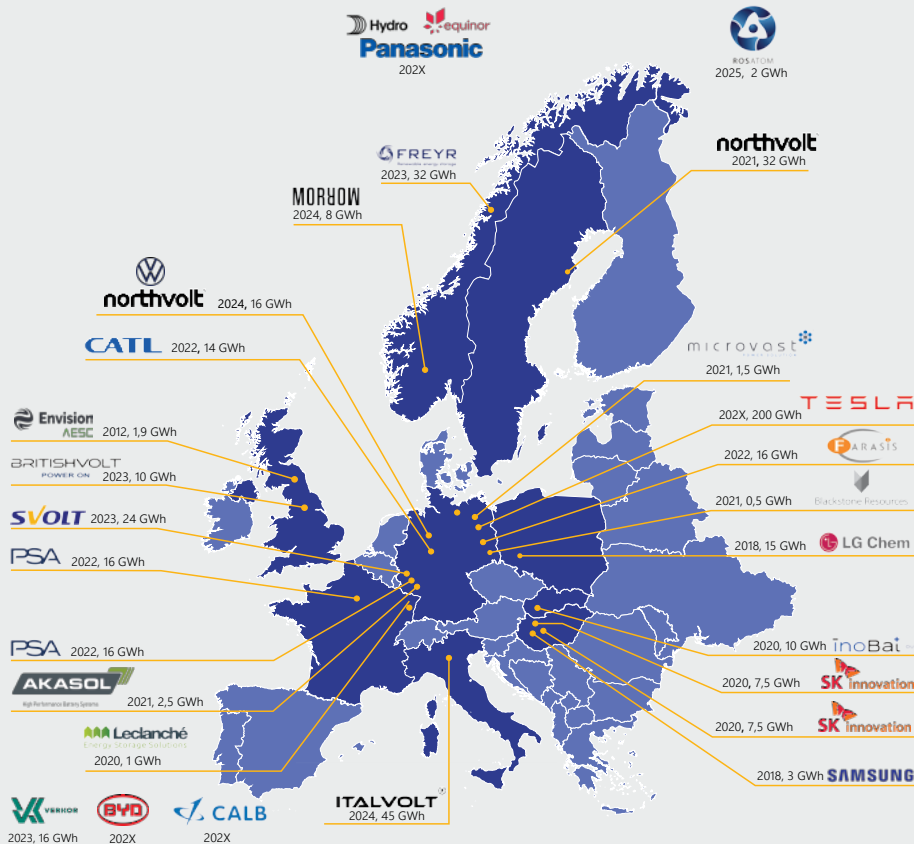 Hydro equinor
Panasonic
202X
ROSATOM
2025, 2 GWh
northvolt
2021, 32 GWh
FREYR
2023, 32 GWh
MORROW
2024, 8 GWh
northvolt 2024, 16 GWh
CATL 2022, 14 GWh
microvast
2021, 1,5 GWh
TESLA
202X, 200 GWh
Envision
AESC 2012, 1,9 GWh
FARASIS
2022, 16 GWh
BRITISHVOLT
POWER ON 2023, 10 GWh
Blackstone Resources
2021, 0,5 GWh
SVOLT 2023, 24 GWh
2018, 15 GWh LG Chem
PSA 2022, 16 GWh
PSA 2022, 16 GWh
2020, 10 GWh inoBat
AKASOL
High Performance Battery Systems
2021, 2,5 GWh
2020, 7,5 GWh SK innovation
2020, 7,5 GWh SK innovation
Leclanché
Energy Storage Solutions
2020, 1 GWh
2018, 3 GWh SAMSUNG
VERKOR
2023, 16 GWh
BYD
202X
CALB
202X
ITALVOLT
2024, 45 GWh